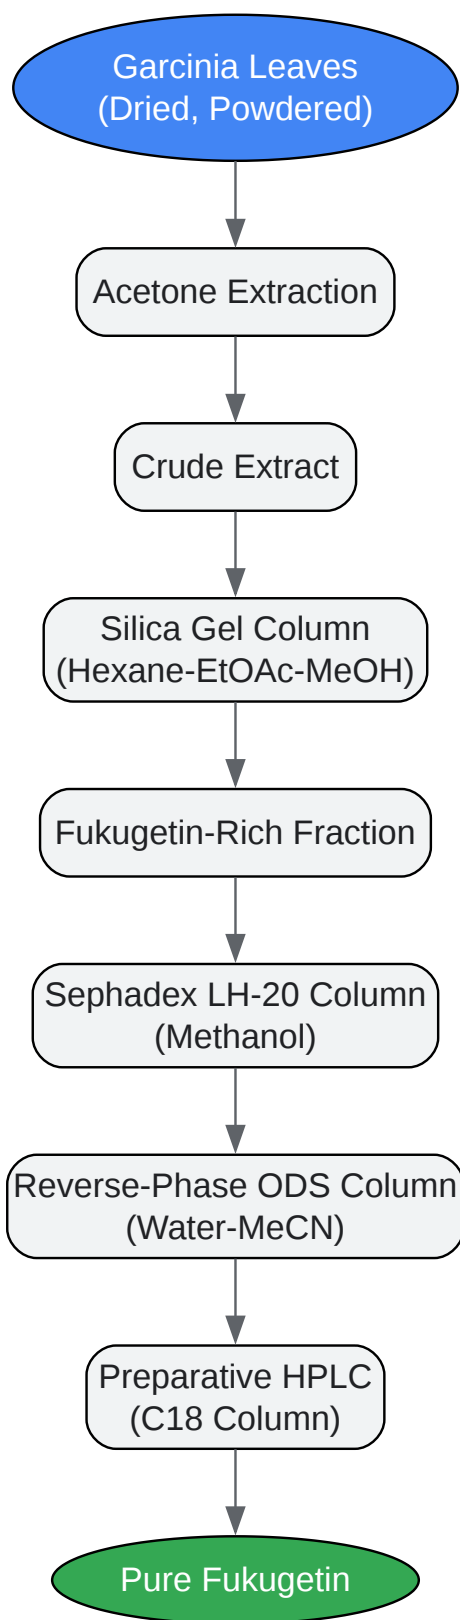 Garcinia Leaves
(Dried, Powdered)
Acetone Extraction
Crude Extract
Silica Gel Column
(Hexane-EtOAc-MeOH)
Fukugetin-Rich Fraction
Sephadex LH-20 Column
(Methanol)
Reverse-Phase ODS Column
(Water-MeCN)
Preparative HPLC
(C18 Column)
Pure Fukugetin